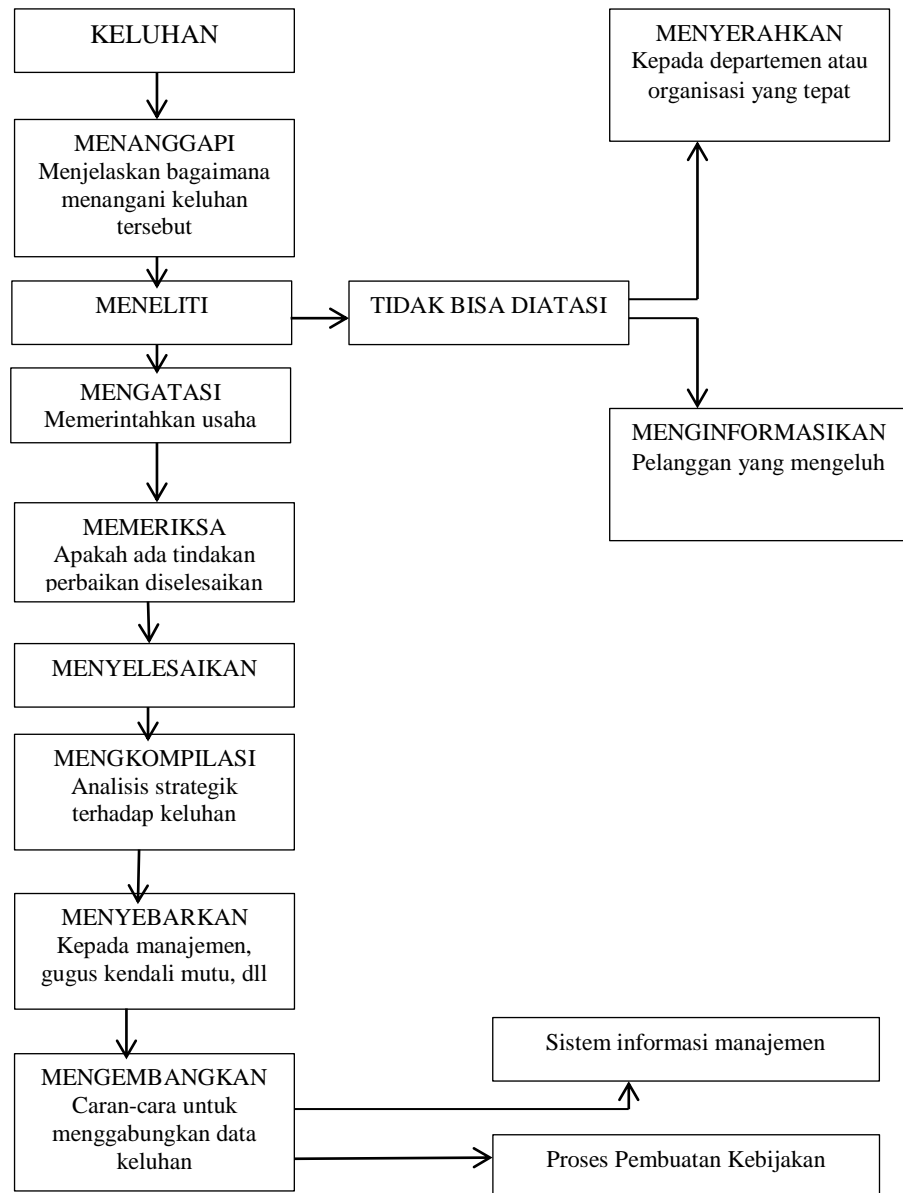 KELUHAN
MENANGGAPI
Menjelaskan bagaimana
menangani keluhan
tersebut
MENELITI
TIDAK BISA DIATASI
MENYERAHKAN
Kepada departemen atau
organisasi yang tepat
MENGINFORMASIKAN
Pelanggan yang mengeluh
MENGATASI
Memerintahkan usaha
MEMERIKSA
Apakah ada tindakan
perbaikan diselesaikan
MENYELESAIKAN
MENGKOMPILASI
Analisis strategik
terhadap keluhan
MENYEBARKAN
Kepada manajemen,
gugus kendali mutu, dll
MENGEMBANGKAN
Caran-cara untuk
menggabungkan data
keluhan
Sistem informasi manajemen
Proses Pembuatan Kebijakan